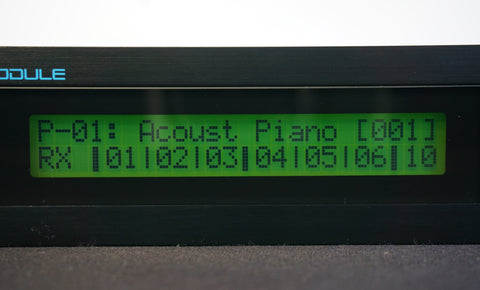 ODULE
P-01: Acoust Piano [001]
RX |01|02|03|04|05|06|10